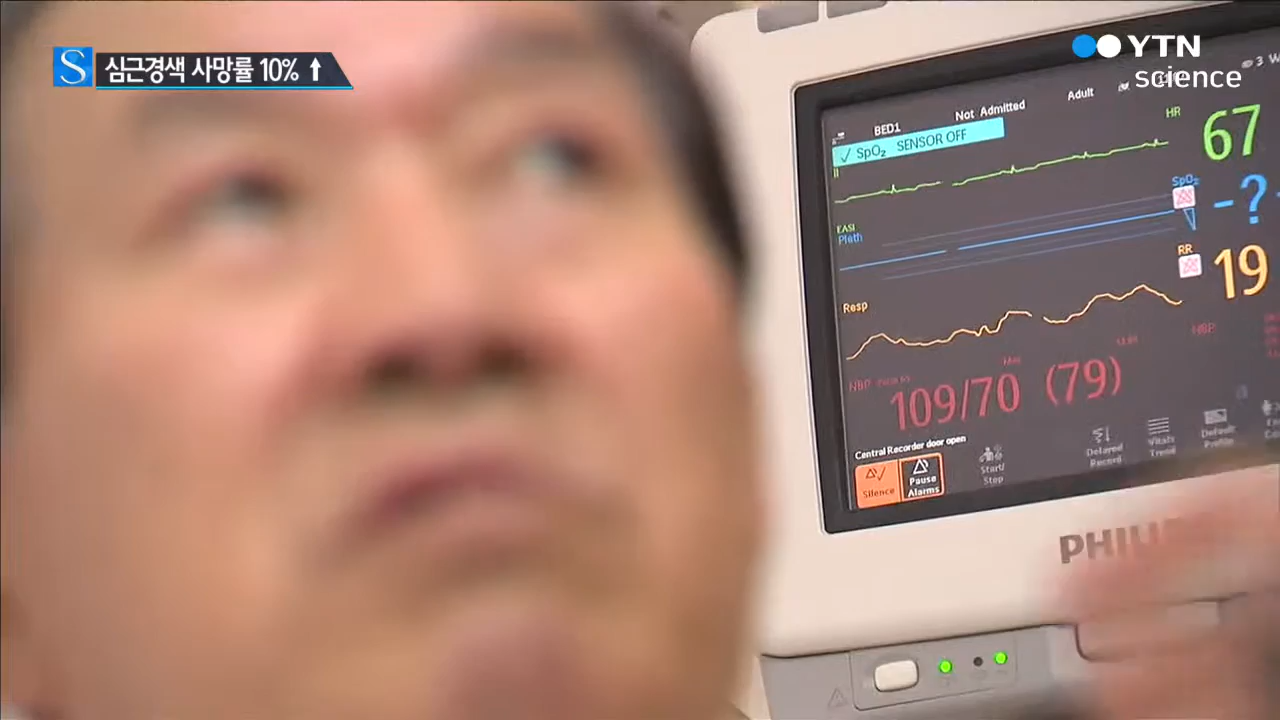 S 심근경색 사망률 10% ↑
YTN
science
BED1
Not Admitted
Adult
3
✓ SpO₂ SENSOR OFF
HR
67
II
SpO₂
-?
EASI
Pleth
RR
19
Resp
NBP
109/70 (79)
NBP
Central Recorder door open
Silence
Pause
Alarms
Start/
Stop
Delayed
Record
Vitals
Trend
Default
Profile